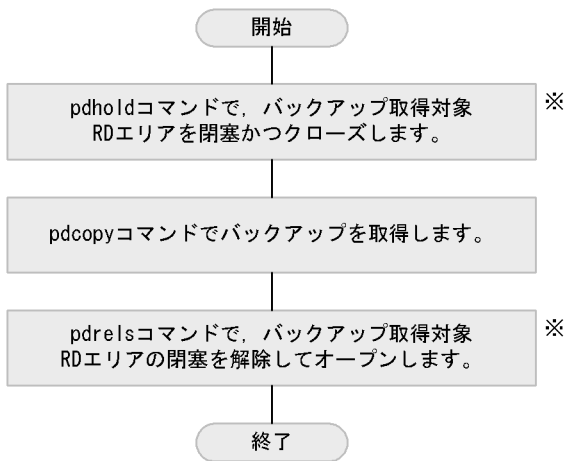 開始
pdholdコマンドで，バックアップ取得対象
RDエリアを閉塞かつクローズします。
※
pdcopyコマンドでバックアップを取得します。
pdrelsコマンドで，バックアップ取得対象
RDエリアの閉塞を解除してオープンします。
※
終了